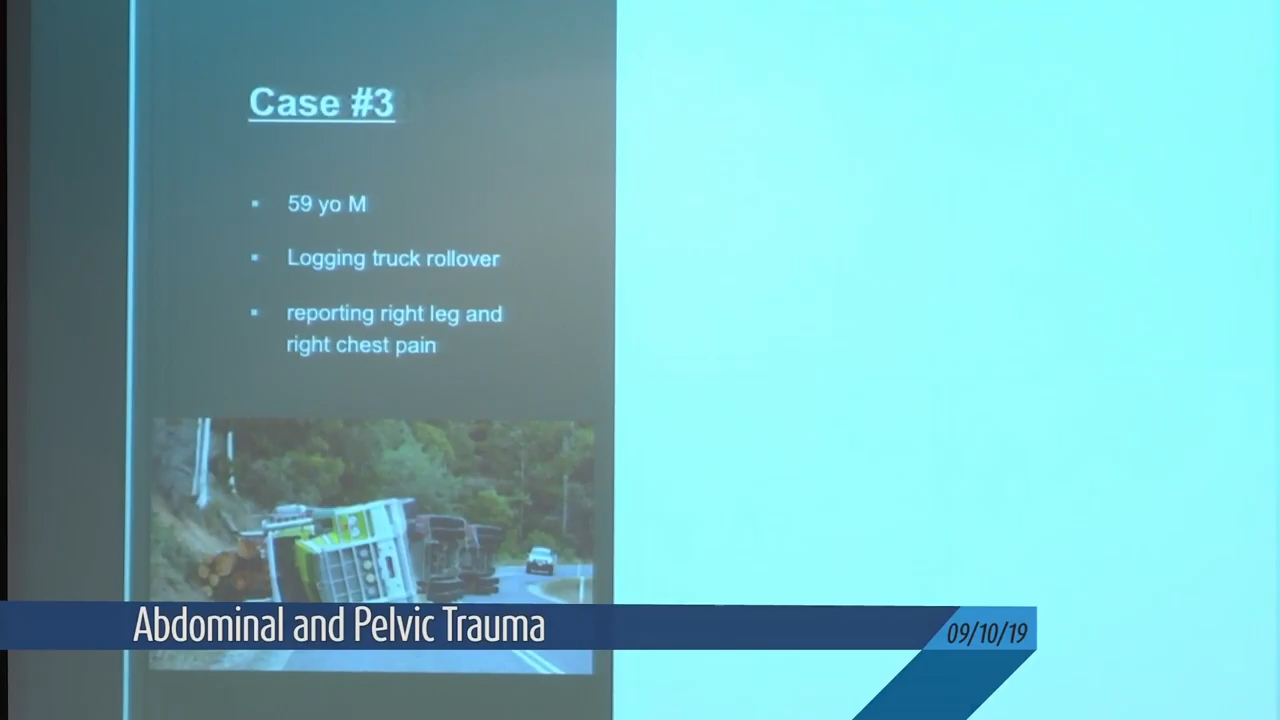 Case #3
59 yo M
Logging truck rollover
reporting right leg and
right chest pain
Abdominal and Pelvic Trauma
09/10/19